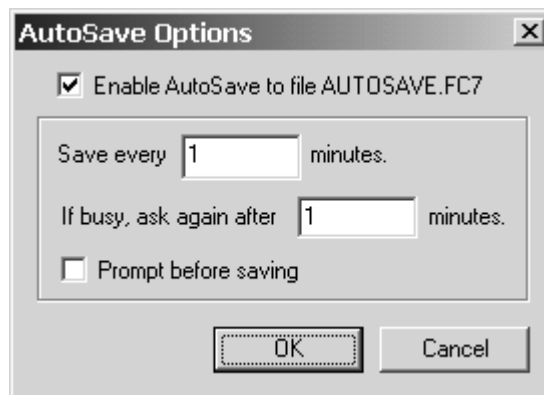 AutoSave Options
Enable AutoSave to file AUTOSAVE.FC7
Save every 1 minutes.
If busy, ask again after 1 minutes.
Prompt before saving
OK Cancel